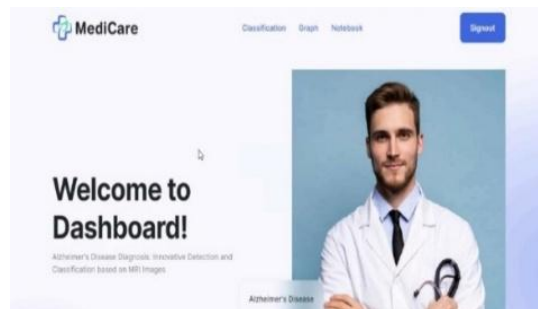 MediCare
Classification Graph Notebook
Signout
Welcome to
Dashboard!
Alzheimer's Disease Diagnosis: Innovative Detection and
Classification based on MRI Images
Alzheimer's Disease